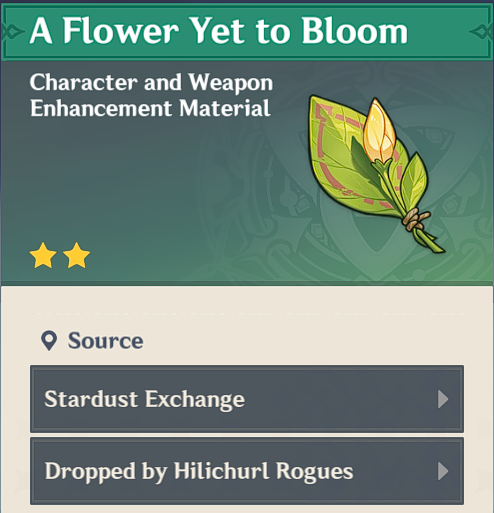 A Flower Yet to Bloom
Character and Weapon
Enhancement Material
Source
Stardust Exchange
Dropped by Hilichurl Rogues